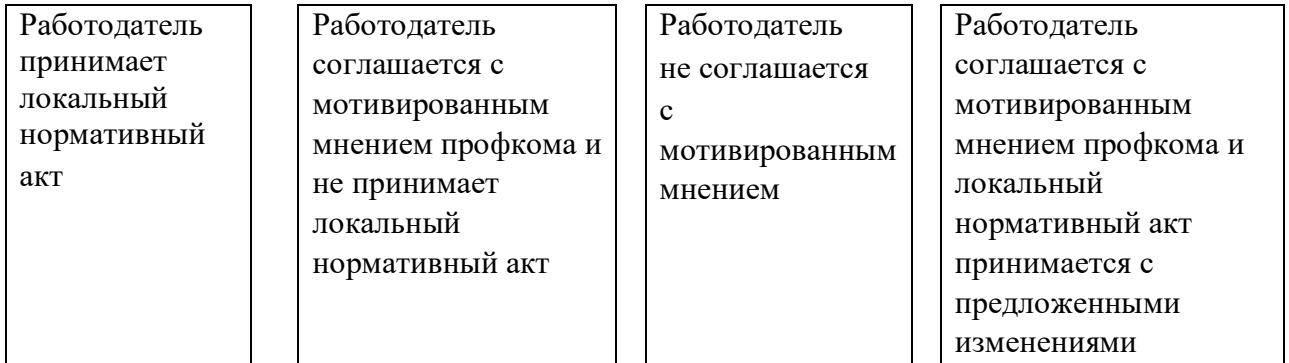 Работодатель
принимает
локальный
нормативный
акт
Работодатель
соглашается с
мотивированным
мнением профкома и
не принимает
локальный
нормативный акт
Работодатель
не соглашается
с
мотивированным
мнением
Работодатель
соглашается с
мотивированным
мнением профкома и
локальный
нормативный акт
принимается с
предложенными
изменениями